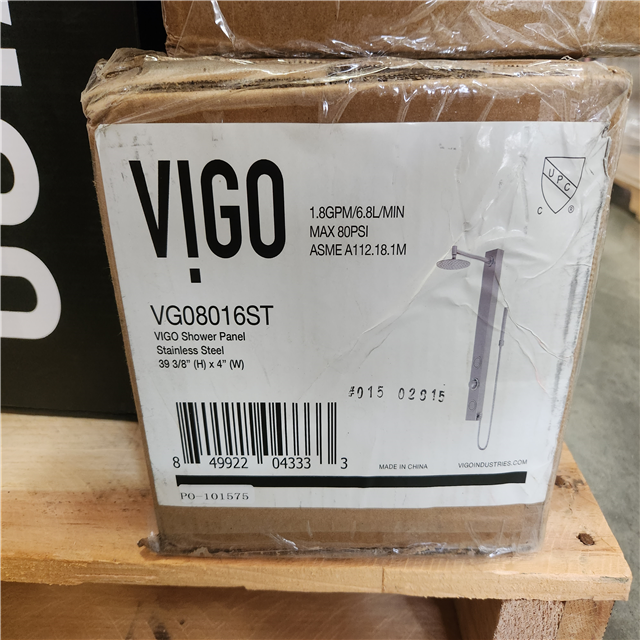 VIGO
1.8GPM/6.8L/MIN
MAX 80PSI
ASME A112.18.1M
UPC
C ®
VG08016ST
VIGO Shower Panel
Stainless Steel
39 3/8" (H) x 4" (W)
#015 02015
8 49922 04333 3
MADE IN CHINA
VIGOINDUSTRIES.COM
PO-101575